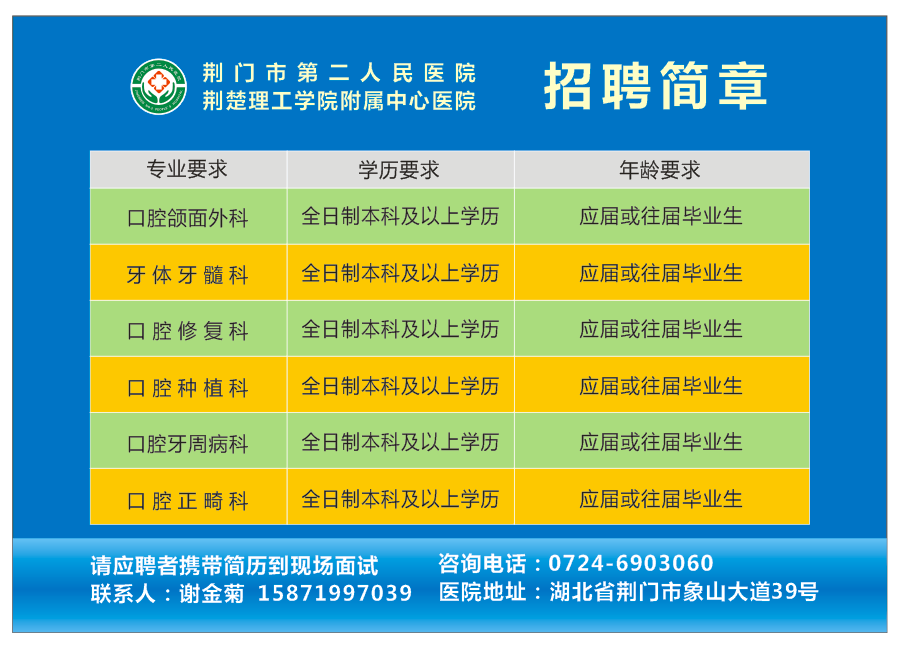 荆门市第二人民医院
荆楚理工学院附属中心医院
招聘简章
专业要求 学历要求 年龄要求
口腔颌面外科 全日制本科及以上学历 应届或往届毕业生
牙体牙髓科 全日制本科及以上学历 应届或往届毕业生
口腔修复科 全日制本科及以上学历 应届或往届毕业生
口腔种植科 全日制本科及以上学历 应届或往届毕业生
口腔牙周病科 全日制本科及以上学历 应届或往届毕业生
口腔正畸科 全日制本科及以上学历 应届或往届毕业生
请应聘者携带简历到现场面试
联系人：谢金菊 15871997039
咨询电话：0724-6903060
医院地址：湖北省荆门市象山大道39号